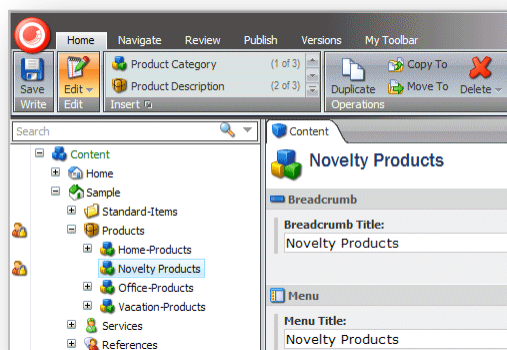 Home Navigate Review Publish Versions My Toolbar
Save
Write
Edit
Edit
Product Category (1 of 3)
Product Description (2 of 3)
Insert
Duplicate
Copy To
Move To
Delete
Operations
Search
Content
Home
Sample
Standard-Items
Products
Home-Products
Novelty Products
Office-Products
Vacation-Products
Services
References
Content
Novelty Products
Breadcrumb
Breadcrumb Title:
Novelty Products
Menu
Menu Title:
Novelty Products